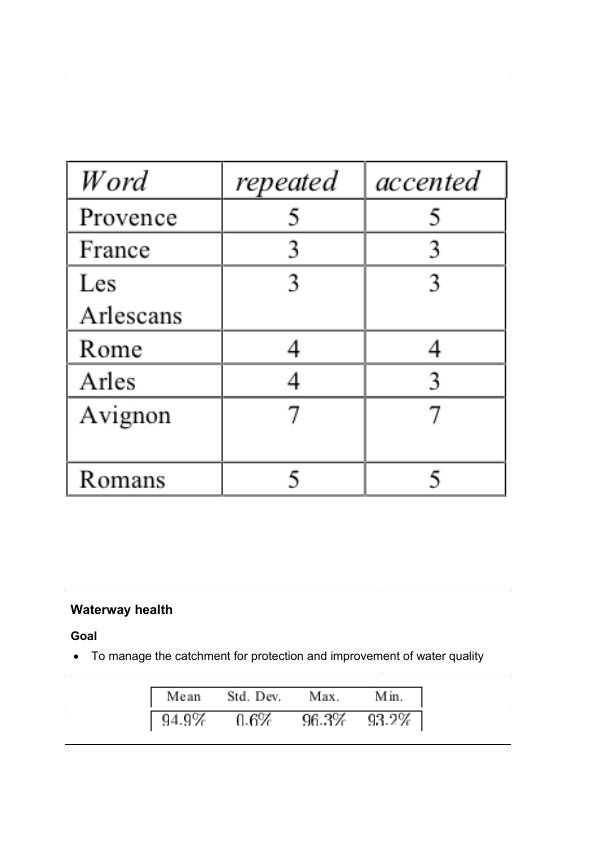 Word repeated accented
Provence 5 5
France 3 3
Les 3 3
Arlescans
Rome 4 4
Arles 4 3
Avignon 7 7
Romans 5 5
Waterway health
Goal
• To manage the catchment for protection and improvement of water quality
Mean Std. Dev. Max. Min.
94.9% 0.6% 96.3% 93.2%